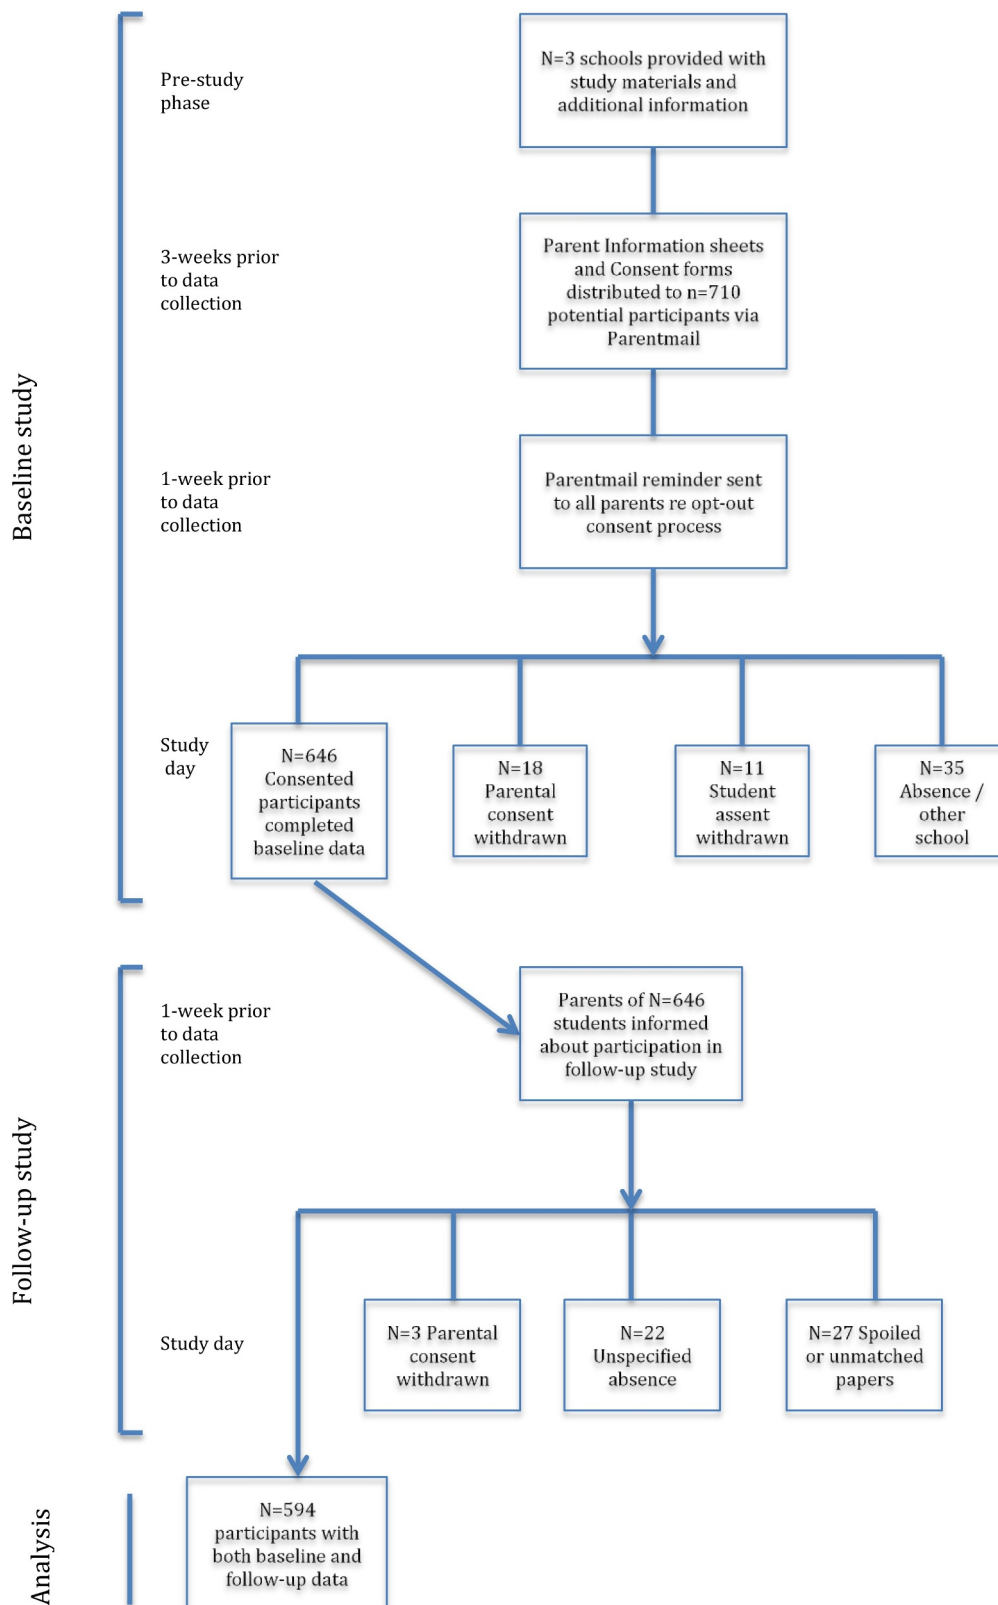 Baseline study
Pre-study
phase
N=3 schools provided with
study materials and
additional information
3-weeks prior
to data
collection
Parent Information sheets
and Consent forms
distributed to n=710
potential participants via
Parentmail
1-week prior
to data
collection
Parentmail reminder sent
to all parents re opt-out
consent process
Study
day
N=646
Consented
participants
completed
baseline data
N=18
Parental
consent
withdrawn
N=11
Student
assent
withdrawn
N=35
Absence /
other
school
Follow-up study
1-week prior
to data
collection
Parents of N=646
students informed
about participation in
follow-up study
Study day
N=3 Parental
consent
withdrawn
N=22
Unspecified
absence
N=27 Spoiled
or unmatched
papers
Analysis
N=594
participants with
both baseline and
follow-up data